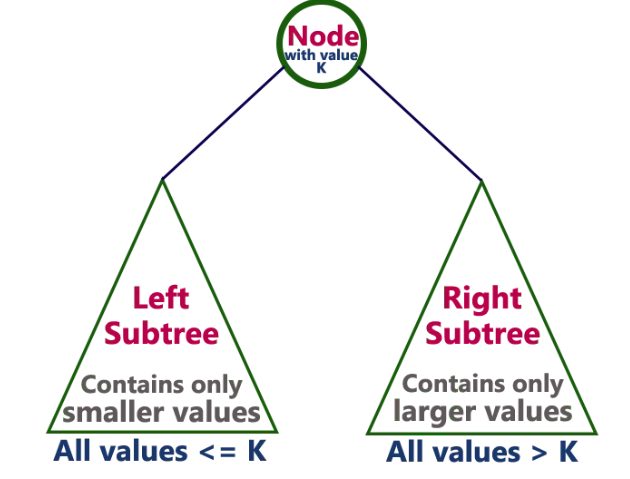 Node
with value
K
Left
Subtree
Contains only
smaller values
All values <= K
Right
Subtree
Contains only
larger values
All values > K